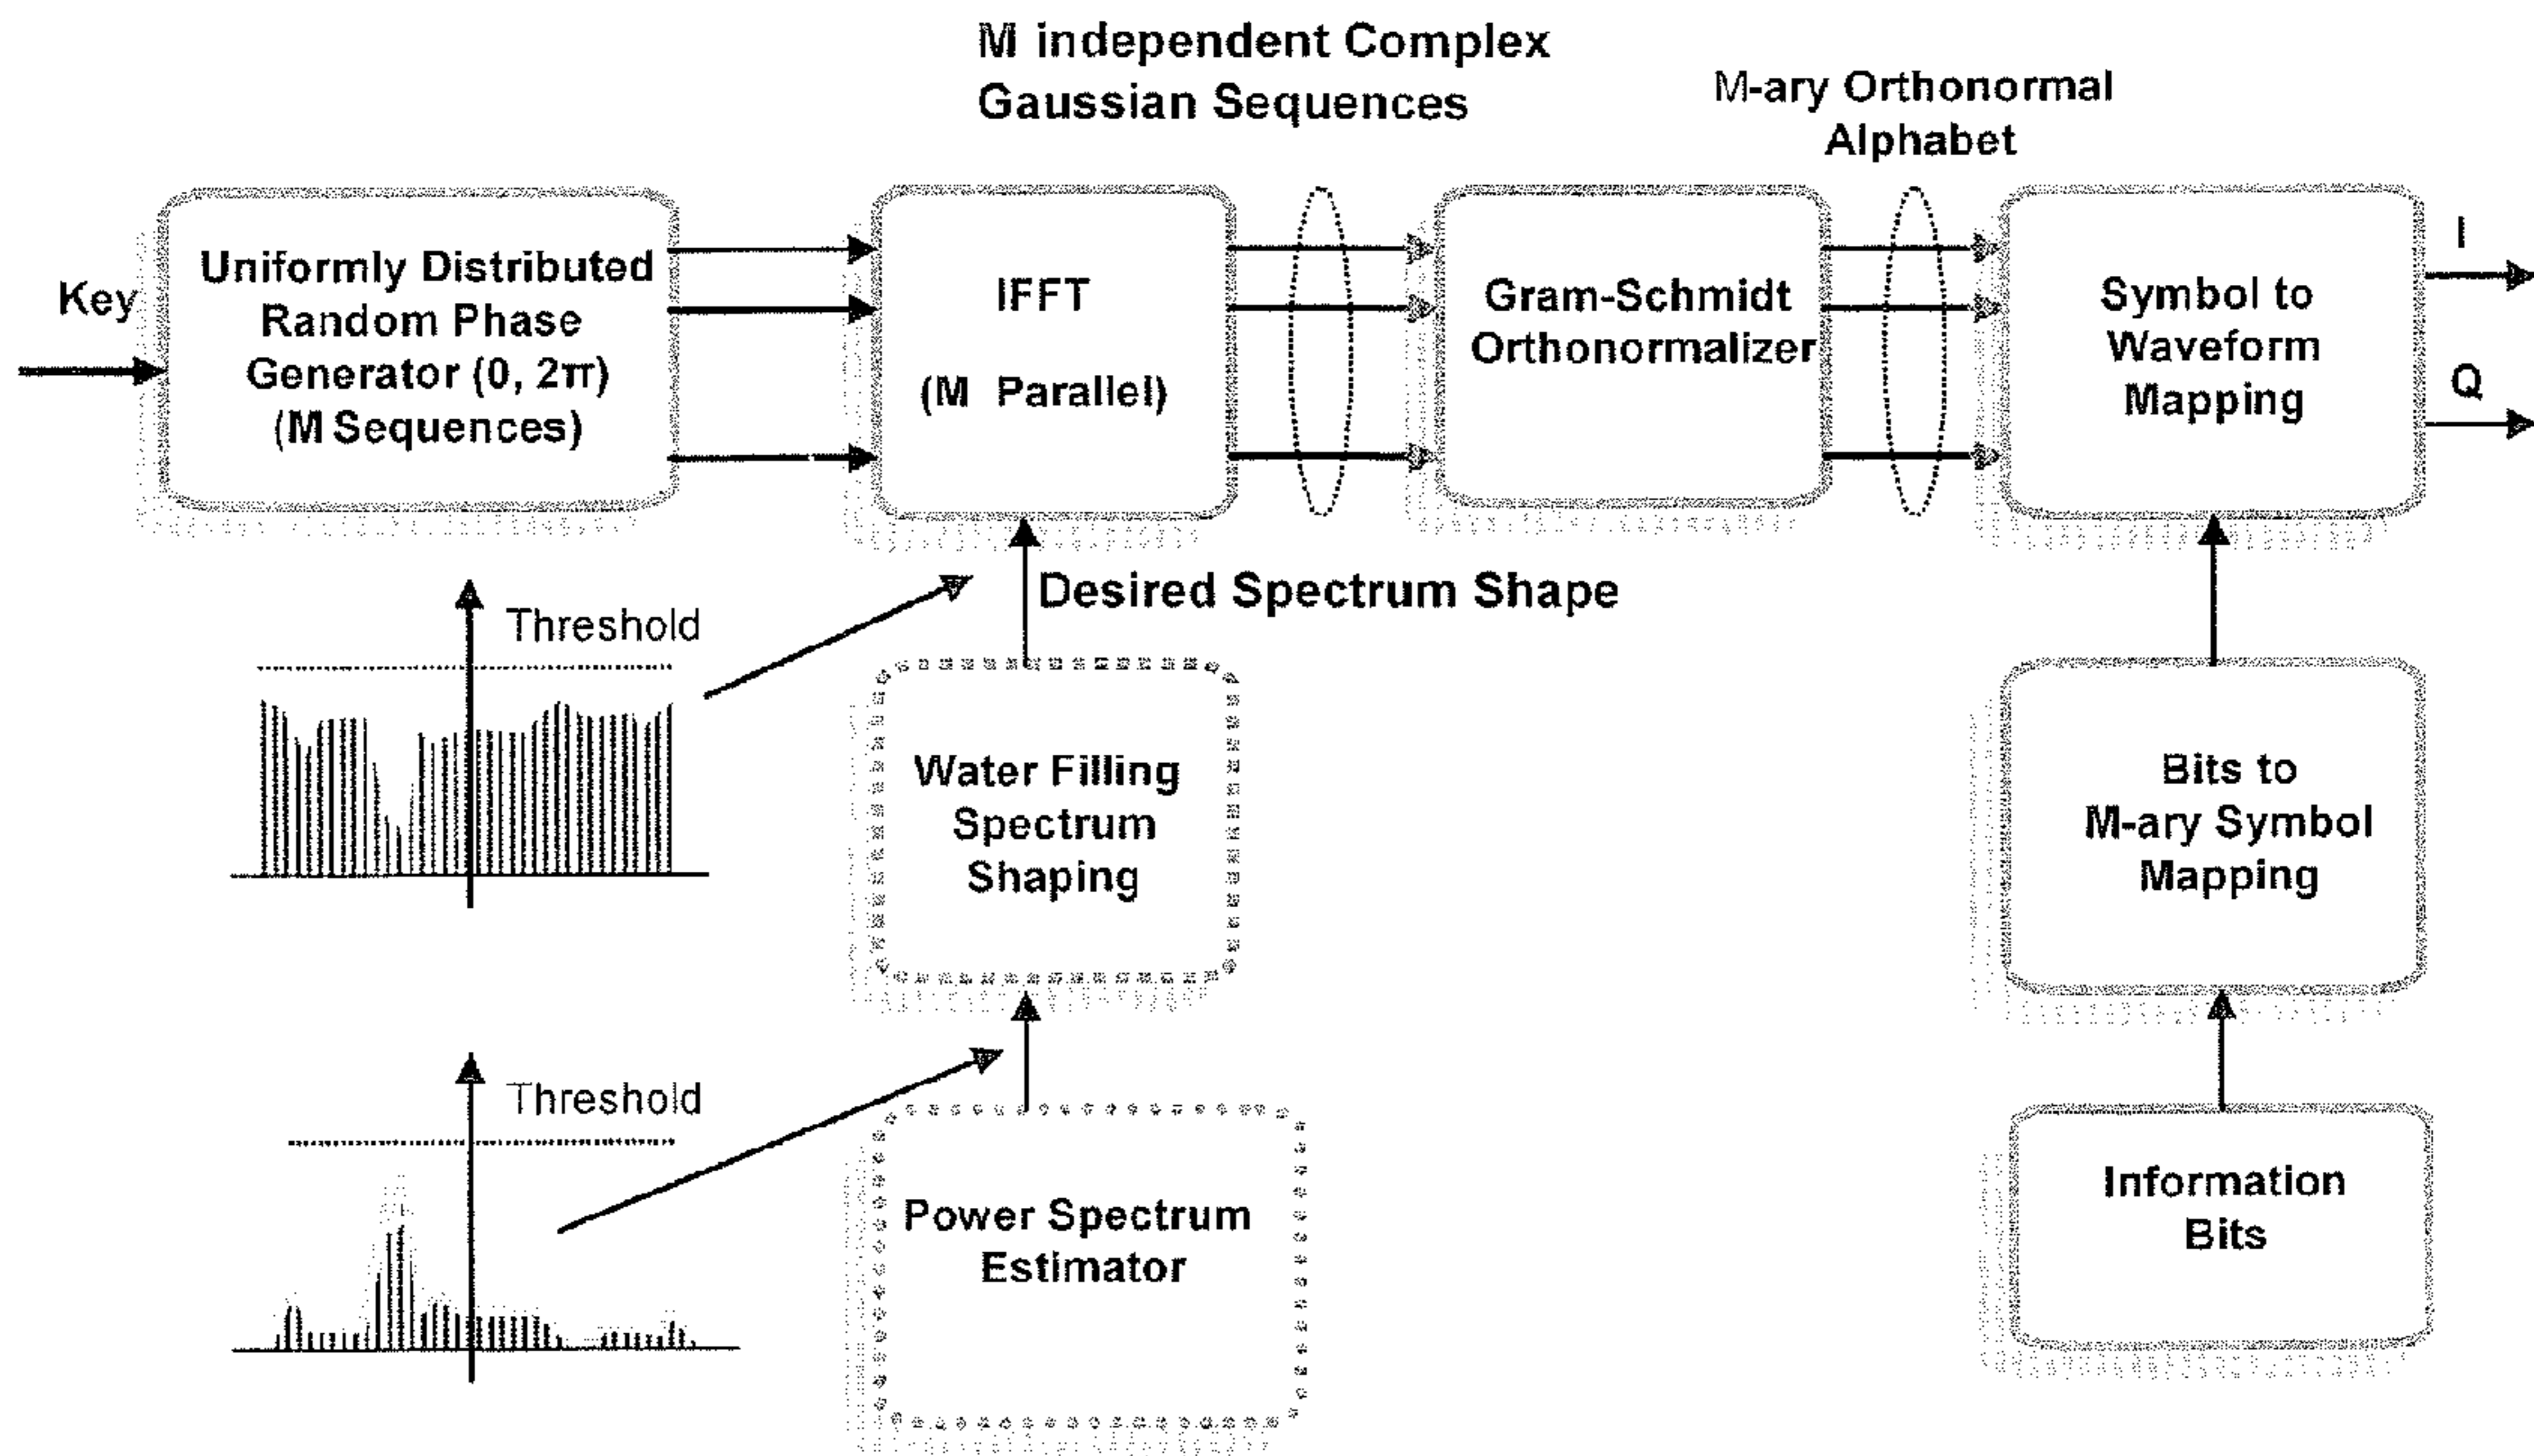 M independent Complex
Gaussian Sequences
M-ary Orthonormal
Alphabet
Key
Uniformly Distributed
Random Phase
Generator (0, 2π)
(M Sequences)
IFFT
(M Parallel)
Gram-Schmidt
Orthonormalizer
Symbol to
Waveform
Mapping
I
Q
Threshold
Desired Spectrum Shape
Water Filling
Spectrum
Shaping
Bits to
M-ary Symbol
Mapping
Threshold
Power Spectrum
Estimator
Information
Bits